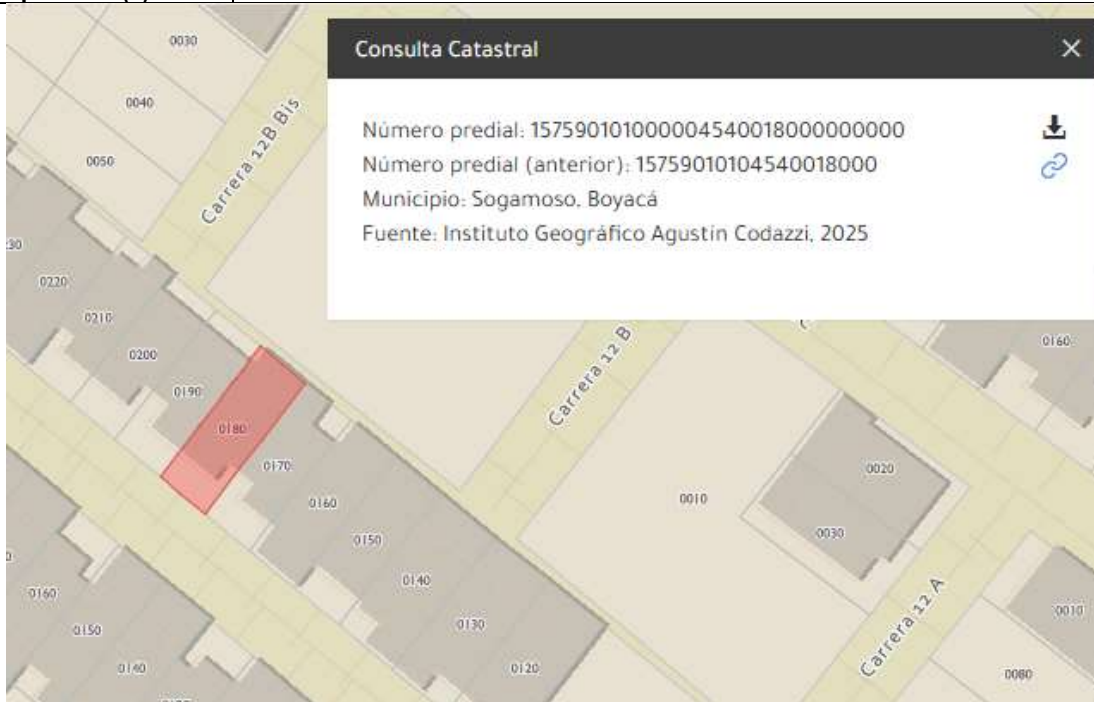 Consulta Catastral
Número predial: 157590101000004540018000000000
Número predial (anterior): 15759010104540018000
Municipio: Sogamoso, Boyacá
Fuente: Instituto Geográfico Agustín Codazzi, 2025
0030
0040
Carrera 12B Bis
0050
0220
0210
0200
0190
0180
0170
0160
0150
0140
0130
0120
Carrera 12 B
0160
0020
0010
0030
Carrera 12 A
0010
0080
0160
0150
0140